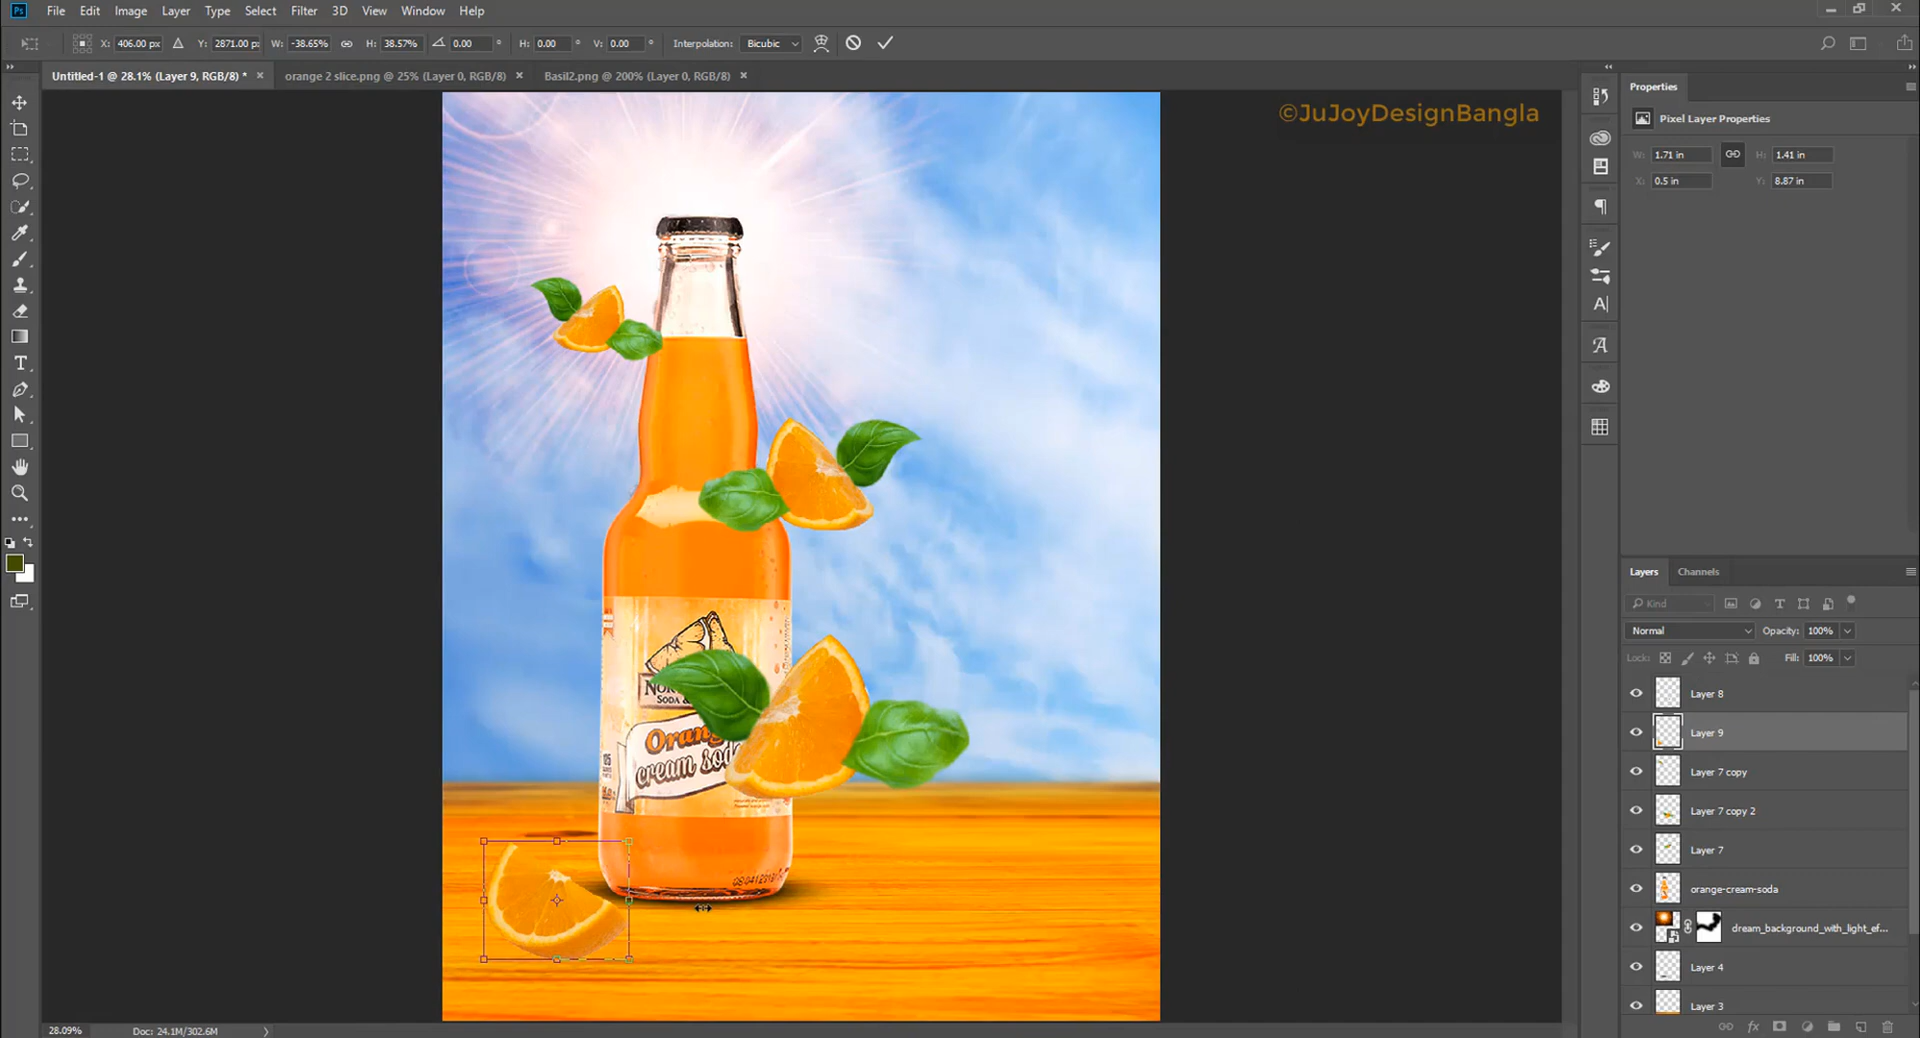 Ps File Edit Image Layer Type Select Filter 3D View Window Help
X: 406.00 px Y: 2871.00 px W: -38.65% H: 38.57% 0.00 ° H: 0.00 ° V: 0.00 ° Interpolation: Bicubic
Untitled-1 @ 28.1% (Layer 9, RGB/8) * × orange 2 slice.png @ 25% (Layer 0, RGB/8) × Basil2.png @ 200% (Layer 0, RGB/8) ×
©JuJoyDesignBangla
Properties
Pixel Layer Properties
W: 1.71 in H: 1.41 in
X: 0.5 in Y: 8.87 in
Soda &
Orang
cream soda
Layers Channels
Kind
Normal Opacity: 100%
Lock: Fill: 100%
Layer 8
Layer 9
Layer 7 copy
Layer 7 copy 2
Layer 7
orange-cream-soda
dream_background_with_light_ef...
Layer 4
Layer 3
28.09% Doc: 24.1M/302.6M